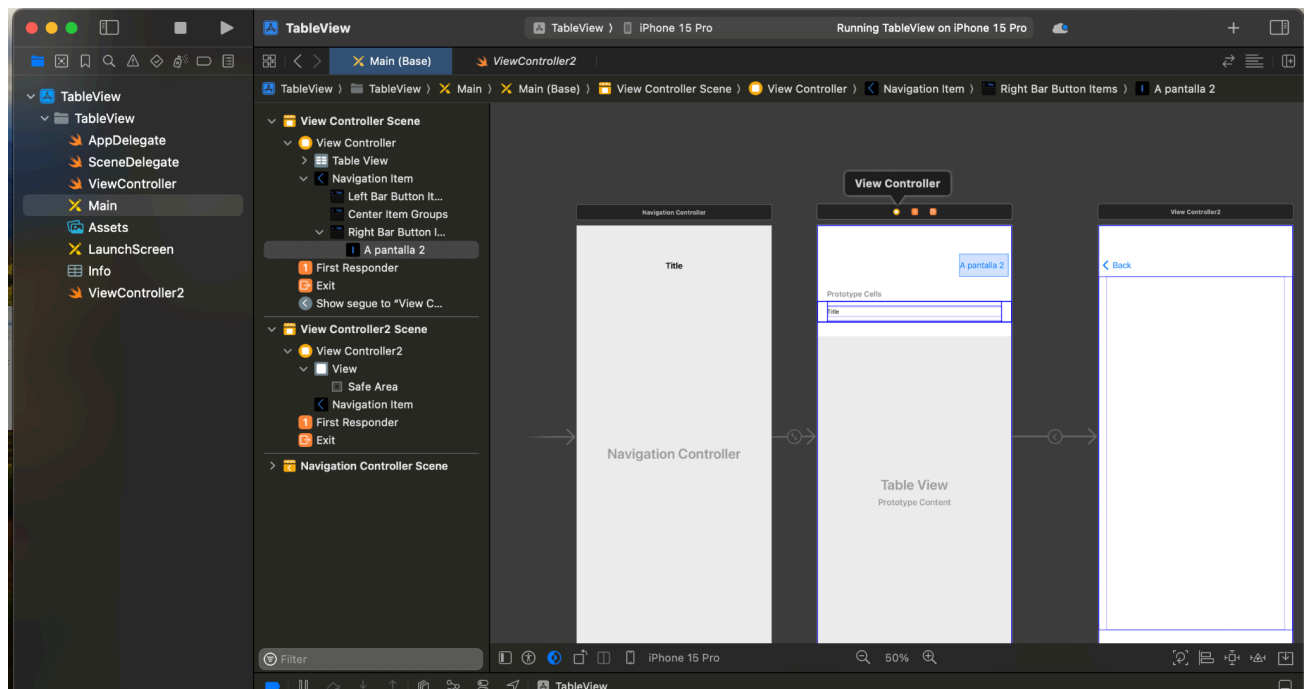 TableView
TableView
iPhone 15 Pro
Running TableView on iPhone 15 Pro
Main (Base)
ViewController2
TableView
TableView
Main
Main (Base)
View Controller Scene
View Controller
Navigation Item
Right Bar Button Items
A pantalla 2
TableView
TableView
AppDelegate
SceneDelegate
ViewController
Main
Assets
LaunchScreen
Info
ViewController2
View Controller Scene
View Controller
Table View
Navigation Item
Left Bar Button It...
Center Item Groups
Right Bar Button I...
A pantalla 2
First Responder
Exit
Show segue to “View C...
View Controller2 Scene
View Controller2
View
Safe Area
Navigation Item
First Responder
Exit
Navigation Controller Scene
Filter
Navigation Controller
Title
Navigation Controller
View Controller
A pantalla 2
Prototype Cells
Title
Table View
Prototype Content
View Controller2
Back
iPhone 15 Pro
50%
TableView